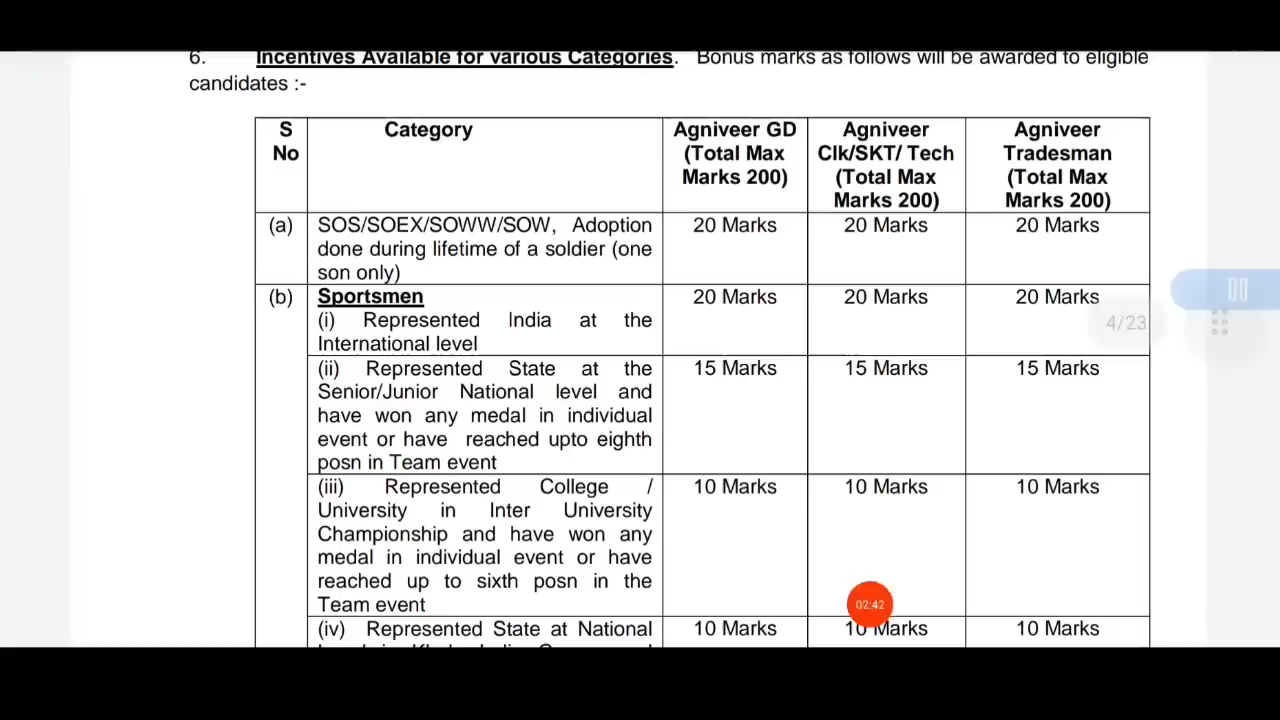 6. Incentives Available for various Categories. Bonus marks as follows will be awarded to eligible
candidates :-
S No
Category
Agniveer GD
(Total Max
Marks 200)
Agniveer
Clk/SKT/ Tech
(Total Max
Marks 200)
Agniveer
Tradesman
(Total Max
Marks 200)
(a)
SOS/SOEX/SOWW/SOW, Adoption
done during lifetime of a soldier (one
son only)
20 Marks
20 Marks
20 Marks
(b)
Sportsmen
(i) Represented India at the
International level
20 Marks
20 Marks
20 Marks
(ii) Represented State at the
Senior/Junior National level and
have won any medal in individual
event or have reached upto eighth
posn in Team event
15 Marks
15 Marks
15 Marks
(iii) Represented College /
University in Inter University
Championship and have won any
medal in individual event or have
reached up to sixth posn in the
Team event
10 Marks
10 Marks
10 Marks
(iv) Represented State at National
10 Marks
10 Marks
10 Marks
4/23
02:42